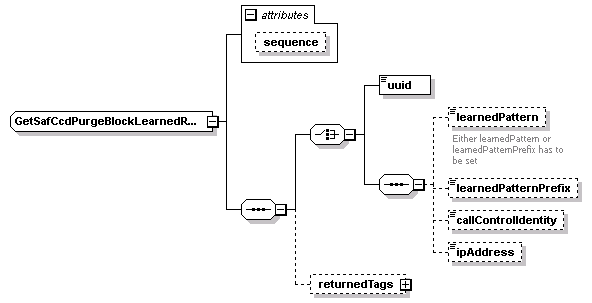 attributes
sequence
GetSafCcdPurgeBlockLearnedR...
uuid
learnedPattern
Either learnedPattern or
learnedPatternPrefix has to
be set
learnedPatternPrefix
callControlIdentity
ipAddress
returnedTags